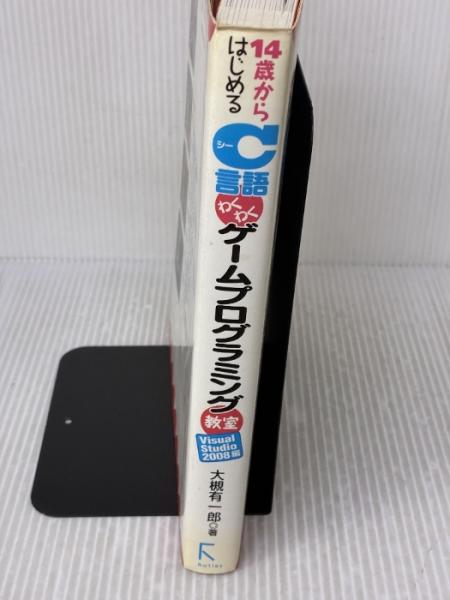 14歳から
はじめる
C
シー
言語
わく
わく
ゲームプログラミング
教室
Visual
Studio
2008編
大槻有一郎◎著
Rutles